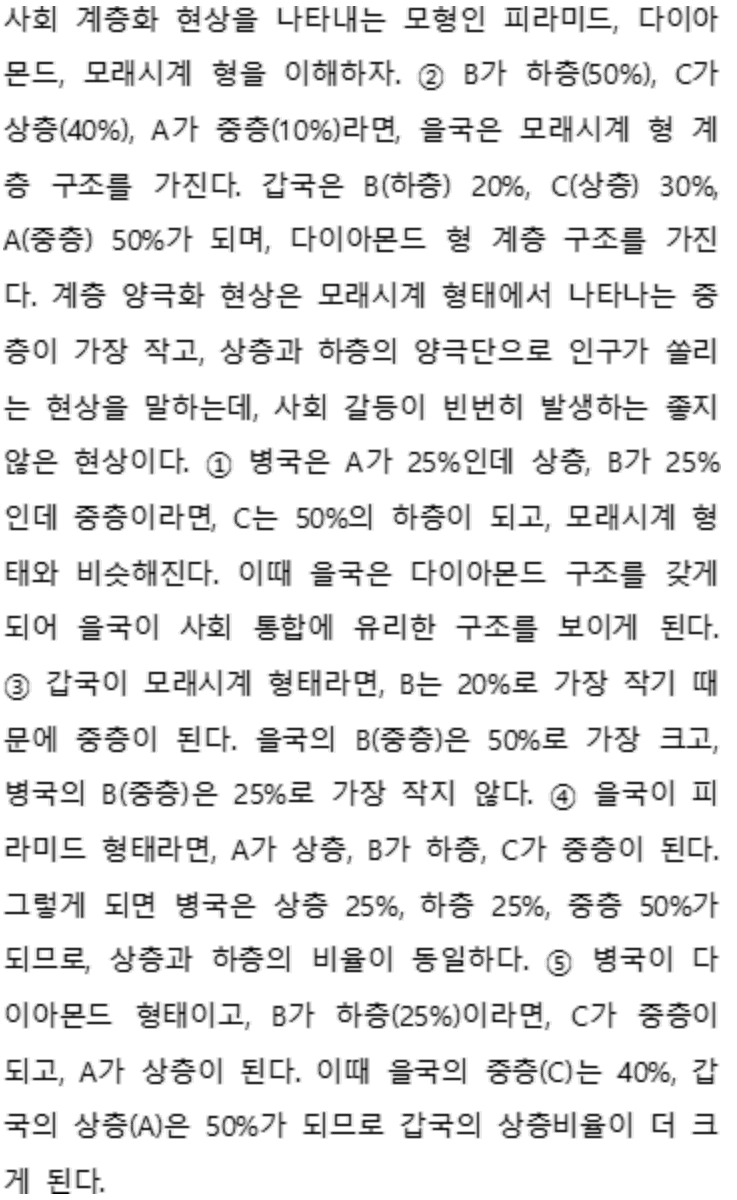 사회 계층화 현상을 나타내는 모형인 피라미드, 다이아
몬드, 모래시계 형을 이해하자. ② B가 하층(50%), C가
상층(40%), A가 중층(10%)라면, 을국은 모래시계 형 계
층 구조를 가진다. 갑국은 B(하층) 20%, C(상층) 30%,
A(중층) 50%가 되며, 다이아몬드 형 계층 구조를 가진
다. 계층 양극화 현상은 모래시계 형태에서 나타나는 중
층이 가장 작고, 상층과 하층의 양극단으로 인구가 쏠리
는 현상을 말하는데, 사회 갈등이 빈번히 발생하는 좋지
않은 현상이다. ① 병국은 A가 25%인데 상층, B가 25%
인데 중층이라면, C는 50%의 하층이 되고, 모래시계 형
태와 비슷해진다. 이때 을국은 다이아몬드 구조를 갖게
되어 을국이 사회 통합에 유리한 구조를 보이게 된다.
③ 갑국이 모래시계 형태라면, B는 20%로 가장 작기 때
문에 중층이 된다. 을국의 B(중층)은 50%로 가장 크고,
병국의 B(중층)은 25%로 가장 작지 않다. ④ 을국이 피
라미드 형태라면, A가 상층, B가 하층, C가 중층이 된다.
그렇게 되면 병국은 상층 25%, 하층 25%, 중층 50%가
되므로, 상층과 하층의 비율이 동일하다. ⑤ 병국이 다
이아몬드 형태이고, B가 하층(25%)이라면, C가 중층이
되고, A가 상층이 된다. 이때 을국의 중층(C)는 40%, 갑
국의 상층(A)은 50%가 되므로 갑국의 상층비율이 더 크
게 된다.